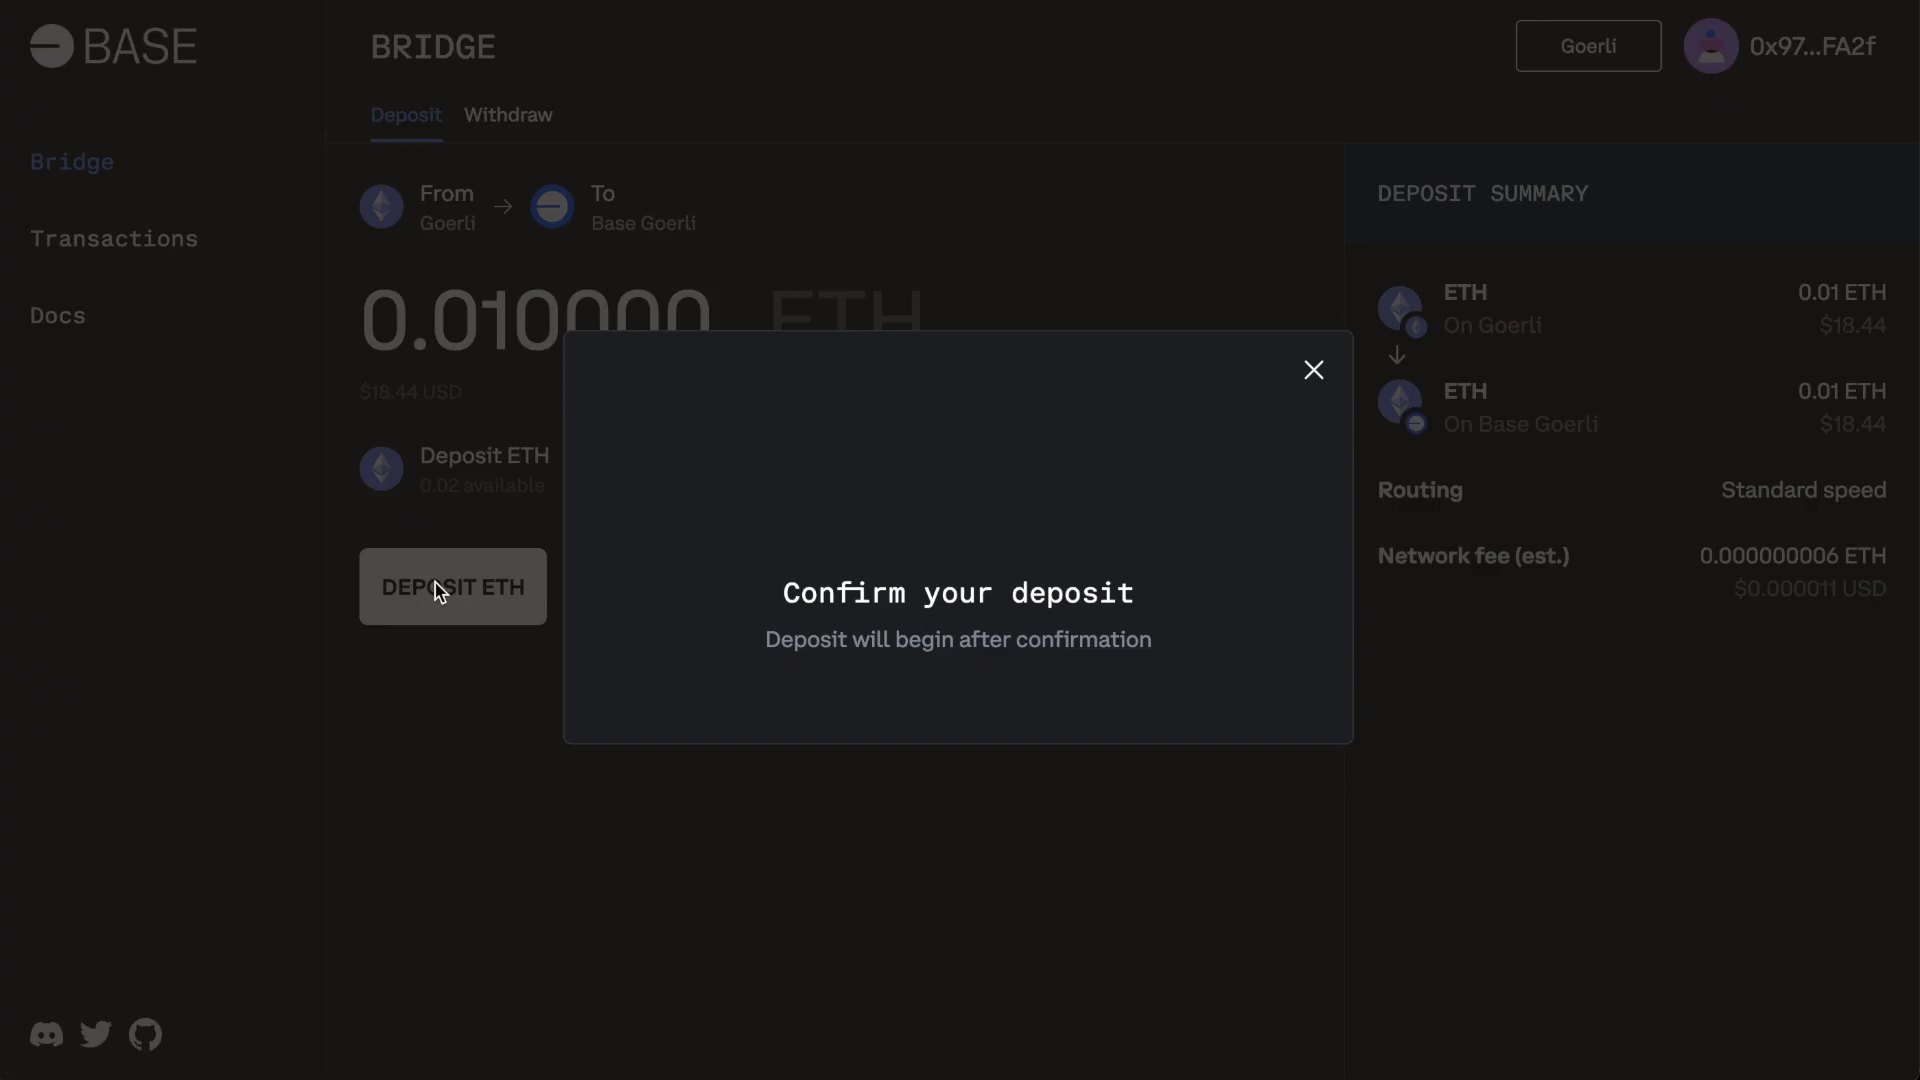 BASE
BRIDGE
Goerli
0x97...FA2f
Deposit
Withdraw
Bridge
Transactions
Docs
From
Goerli
To
Base Goerli
0.010000 ETH
$18.44 USD
Deposit ETH
0.02 available
DEPOSIT ETH
Confirm your deposit
Deposit will begin after confirmation
DEPOSIT SUMMARY
ETH
0.01 ETH
On Goerli
$18.44
ETH
0.01 ETH
On Base Goerli
$18.44
Routing
Standard speed
Network fee (est.)
0.000000006 ETH
$0.000011 USD